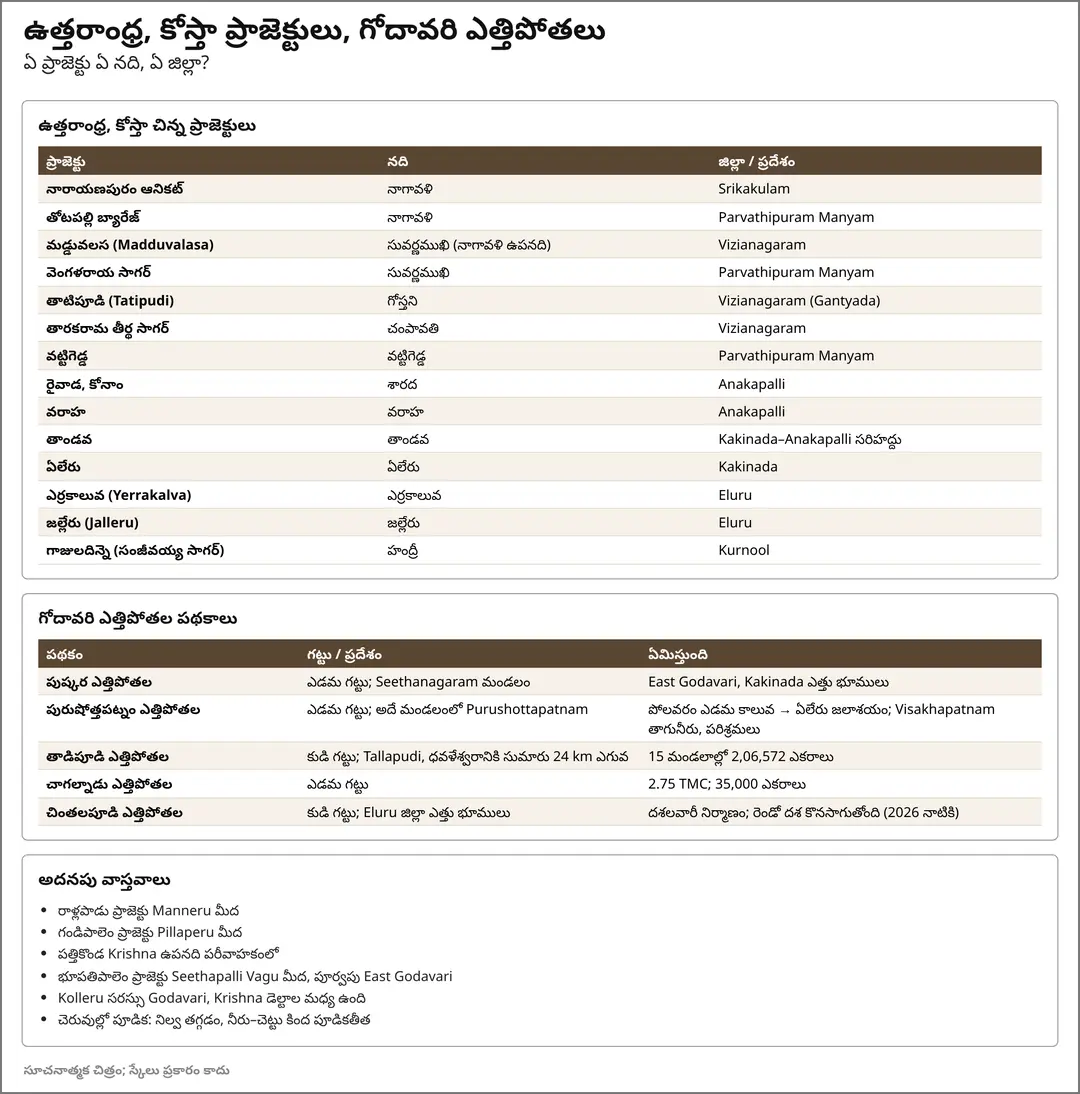 ఉత్తరాంధ్ర, కోస్తా ప్రాజెక్టులు, గోదావరి ఎత్తిపోతలు
ఏ ప్రాజెక్టు ఏ నది, ఏ జిల్లా?
ఉత్తరాంధ్ర, కోస్తా చిన్న ప్రాజెక్టులు
ప్రాజెక్టు నది జిల్లా / ప్రదేశం
నారాయణపురం ఆనికట్ నాగావళి Srikakulam
తోటపల్లి బ్యారేజ్ నాగావళి Parvathipuram Manyam
మడ్డువలస (Madduvalasa) సువర్ణముఖి (నాగావళి ఉపనది) Vizianagaram
వెంగళరాయ సాగర్ సువర్ణముఖి Parvathipuram Manyam
తాటిపూడి (Tatipudi) గోస్తని Vizianagaram (Gantyada)
తారకరామ తీర్థ సాగర్ చంపావతి Vizianagaram
వట్టిగెడ్డ వట్టిగెడ్డ Parvathipuram Manyam
రైవాడ, కోనాం శారద Anakapalli
వరాహ వరాహ Anakapalli
తాండవ తాండవ Kakinada–Anakapalli సరిహద్దు
ఏలేరు ఏలేరు Kakinada
ఎర్రకాలువ (Yerrakalva) ఎర్రకాలువ Eluru
జల్లేరు (Jalleru) జల్లేరు Eluru
గాజులదిన్నె (సంజీవయ్య సాగర్) హంద్రీ Kurnool
గోదావరి ఎత్తిపోతల పథకాలు
పథకం గట్టు / ప్రదేశం ఏమిస్తుంది
పుష్కర ఎత్తిపోతల ఎడమ గట్టు; Seethanagaram మండలం East Godavari, Kakinada ఎత్తు భూములు
పురుషోత్తపట్నం ఎత్తిపోతల ఎడమ గట్టు; అదే మండలంలో Purushottapatnam పోలవరం ఎడమ కాలువ → ఏలేరు జలాశయం; Visakhapatnam
తాగునీరు, పరిశ్రమలు
తాడిపూడి ఎత్తిపోతల కుడి గట్టు; Tallapudi, ధవళేశ్వరానికి సుమారు 24 km ఎగువ 15 మండలాల్లో 2,06,572 ఎకరాలు
చాగల్నాడు ఎత్తిపోతల ఎడమ గట్టు 2.75 TMC; 35,000 ఎకరాలు
చింతలపూడి ఎత్తిపోతల కుడి గట్టు; Eluru జిల్లా ఎత్తు భూములు దశలవారీ నిర్మాణం; రెండో దశ కొనసాగుతోంది (2026 నాటికి)
అదనపు వాస్తవాలు
• రాళ్లపాడు ప్రాజెక్టు Manneru మీద
• గండిపాలెం ప్రాజెక్టు Pillaperu మీద
• పత్తికొండ Krishna ఉపనది పరీవాహకంలో
• భూపతిపాలెం ప్రాజెక్టు Seethapalli Vagu మీద, పూర్వపు East Godavari
• Kolleru సరస్సు Godavari, Krishna డెల్టాల మధ్య ఉంది
• చెరువుల్లో పూడిక: నిల్వ తగ్గడం, నీరు–చెట్టు కింద పూడికతీత
సూచనాత్మక చిత్రం; స్కేలు ప్రకారం కాదు